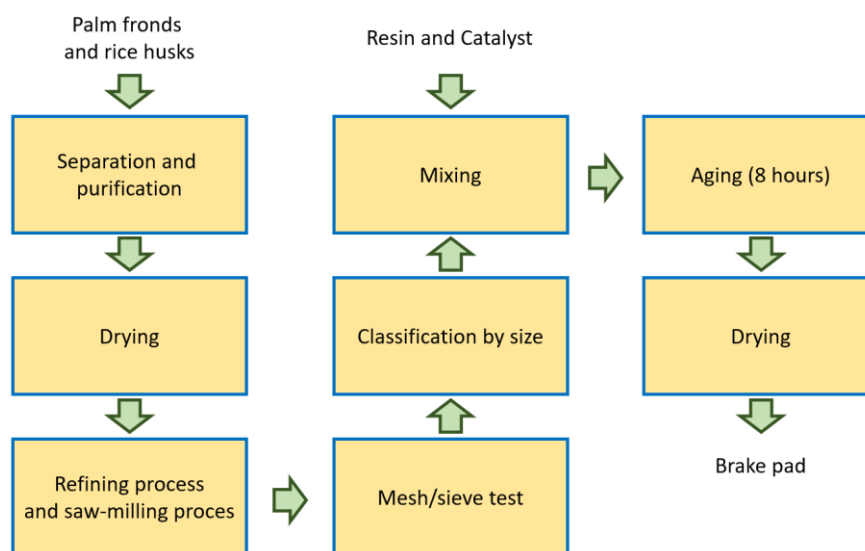 Palm fronds
and rice husks
Separation and
purification
Drying
Refining process
and saw-milling proces
Mesh/sieve test
Classification by size
Resin and Catalyst
Mixing
Aging (8 hours)
Drying
Brake pad